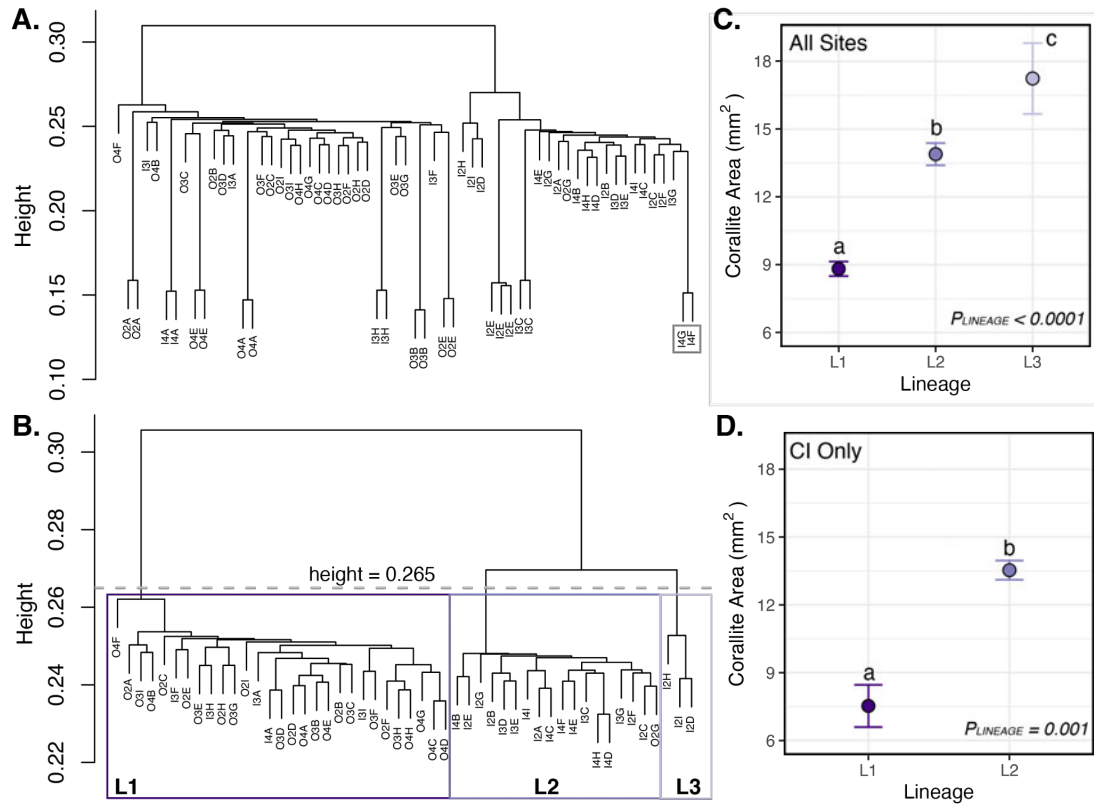 A.
Height
0.30
0.25
0.20
0.15
0.10
O4F
O2A
O2A
I3I
O4B
I4A
I4A
O3C
O4E
O4E
O2B
O3D
I3A
O4A
O4A
O3F
O2C
O2I
O3I
O4H
O4G
O4C
O4D
O3H
O2F
O2H
O2D
I3H
I3H
O3E
O3G
O3B
O3B
I3F
O2E
O2E
I2H
I2I
I2D
I2E
I2E
I2E
I3C
I3C
I4E
I2G
I2A
O2G
I4B
I4H
I4D
I2B
I3D
I3E
I4I
I4C
I2C
I2F
I3G
I4G
I4F
B.
Height
0.30
0.28
0.26
0.24
0.22
height = 0.265
O4F
O2A
O3I
O4B
O2C
I3F
O2E
O3E
I3H
O2H
O3G
O2I
I3A
I4A
O3D
O2D
O4A
O3B
O4E
O2B
O3C
I3I
O3F
O2F
O3H
O4H
O4G
O4C
O4D
I4B
I2E
I2G
I2B
I3D
I3E
I4I
I2A
I4C
I4F
I4E
I3C
I4H
I4D
I3G
I2F
I2C
O2G
I2H
I2I
I2D
L1
L2
L3
C.
All Sites
Corallite Area (mm²)
18
15
12
9
6
a
b
c
PLINEAGE < 0.0001
L1 L2 L3
Lineage
D.
CI Only
Corallite Area (mm²)
18
15
12
9
6
a
b
PLINEAGE = 0.001
L1 L2
Lineage